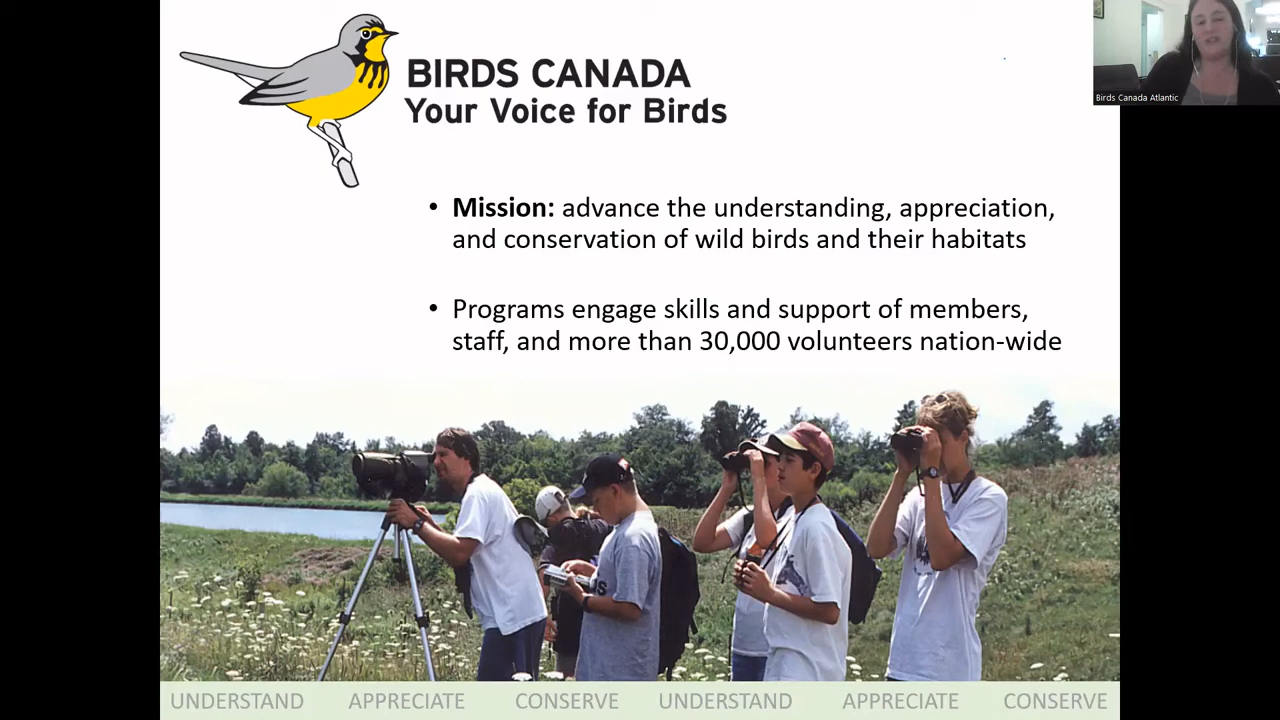 BIRDS CANADA
Your Voice for Birds
Birds Canada Atlantic
• Mission: advance the understanding, appreciation,
and conservation of wild birds and their habitats
• Programs engage skills and support of members,
staff, and more than 30,000 volunteers nation-wide
UNDERSTAND APPRECIATE CONSERVE UNDERSTAND APPRECIATE CONSERVE